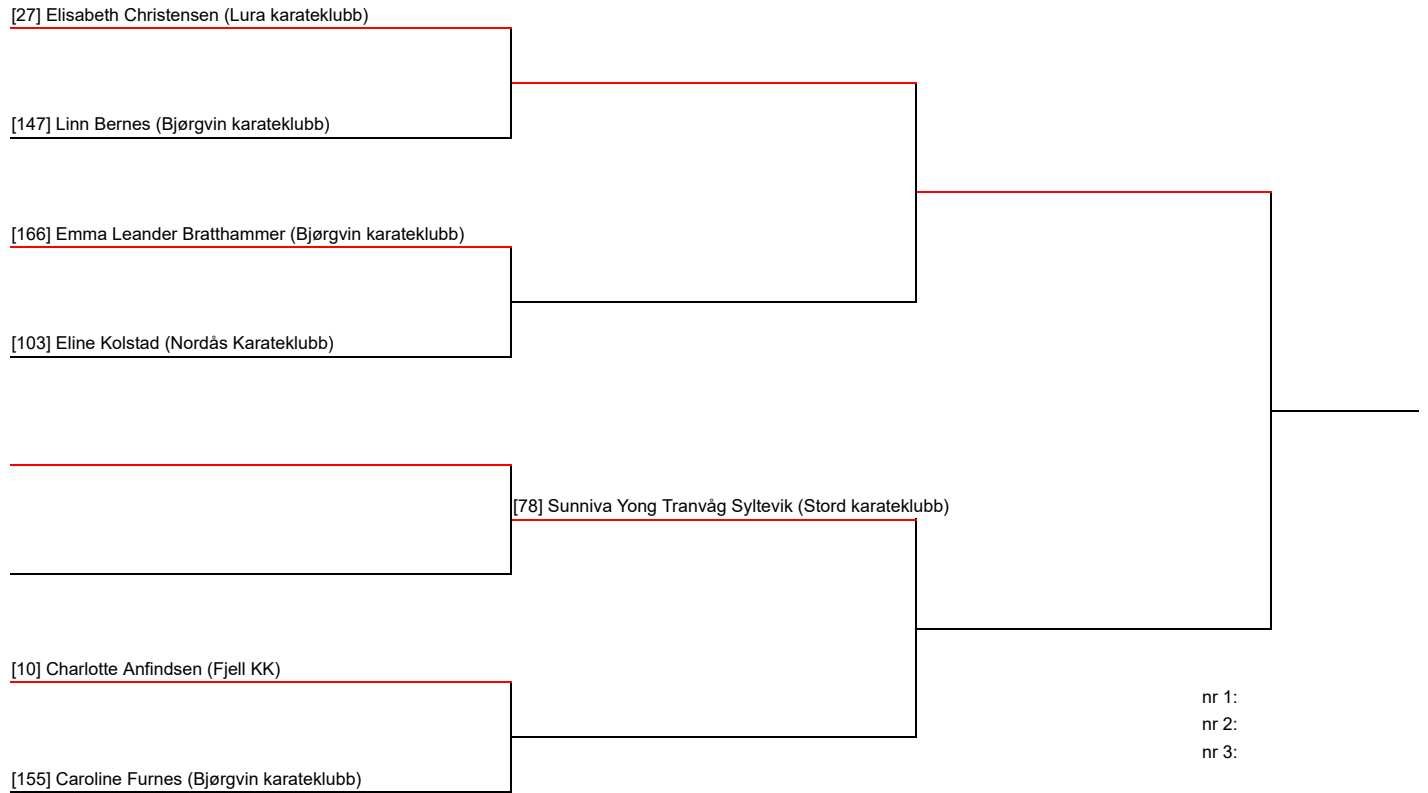 [27] Elisabeth Christensen (Lura karateklubb)
[147] Linn Bernes (Bjørgvin karateklubb)
[166] Emma Leander Bratthammer (Bjørgvin karateklubb)
[103] Eline Kolstad (Nordås Karateklubb)
[78] Sunniva Yong Tranvåg Syltevik (Stord karateklubb)
[10] Charlotte Anfindsen (Fjell KK)
[155] Caroline Furnes (Bjørgvin karateklubb)
nr 1:
nr 2:
nr 3: